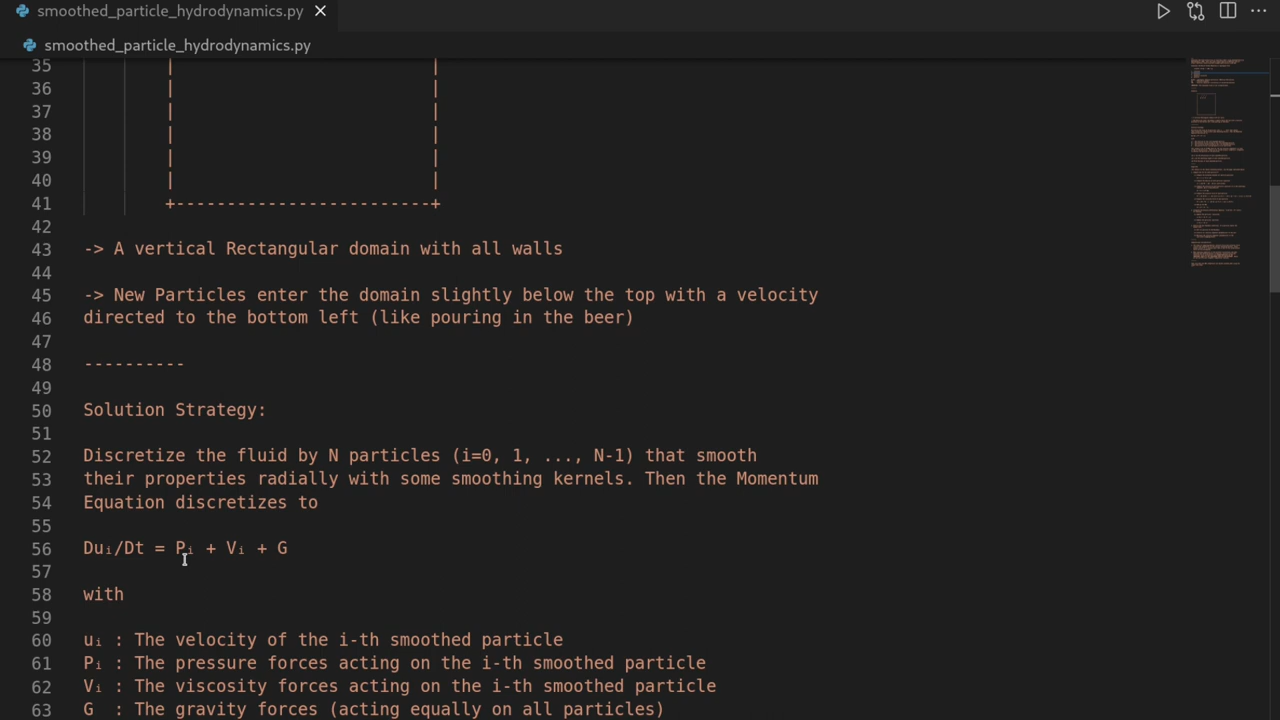 smoothed_particle_hydrodynamics.py
smoothed_particle_hydrodynamics.py
35 | |
36 | |
37 | |
38 | |
39 | |
40 | |
41 +--------------------------+
42
43 -> A vertical Rectangular domain with all walls
44
45 -> New Particles enter the domain slightly below the top with a velocity
46 directed to the bottom left (like pouring in the beer)
47
48 ----------
49
50 Solution Strategy:
51
52 Discretize the fluid by N particles (i=0, 1, ..., N-1) that smooth
53 their properties radially with some smoothing kernels. Then the Momentum
54 Equation discretizes to
55
56 Duᵢ/Dt = Pᵢ + Vᵢ + G
57
58 with
59
60 uᵢ : The velocity of the i-th smoothed particle
61 Pᵢ : The pressure forces acting on the i-th smoothed particle
62 Vᵢ : The viscosity forces acting on the i-th smoothed particle
63 G : The gravity forces (acting equally on all particles)